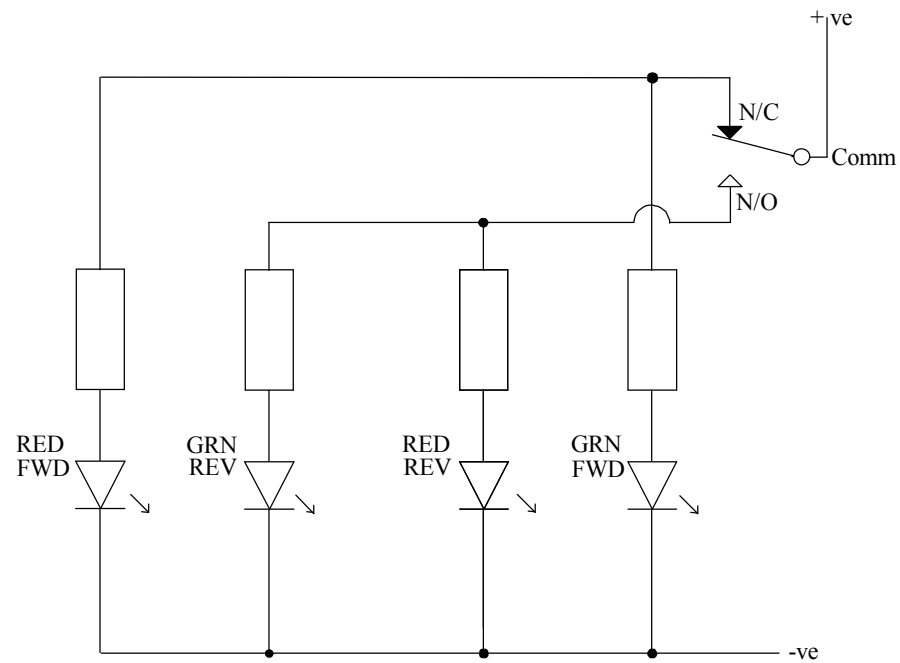 + ve
N/C
Comm
N/O
RED
FWD
GRN
REV
RED
REV
GRN
FWD
-ve